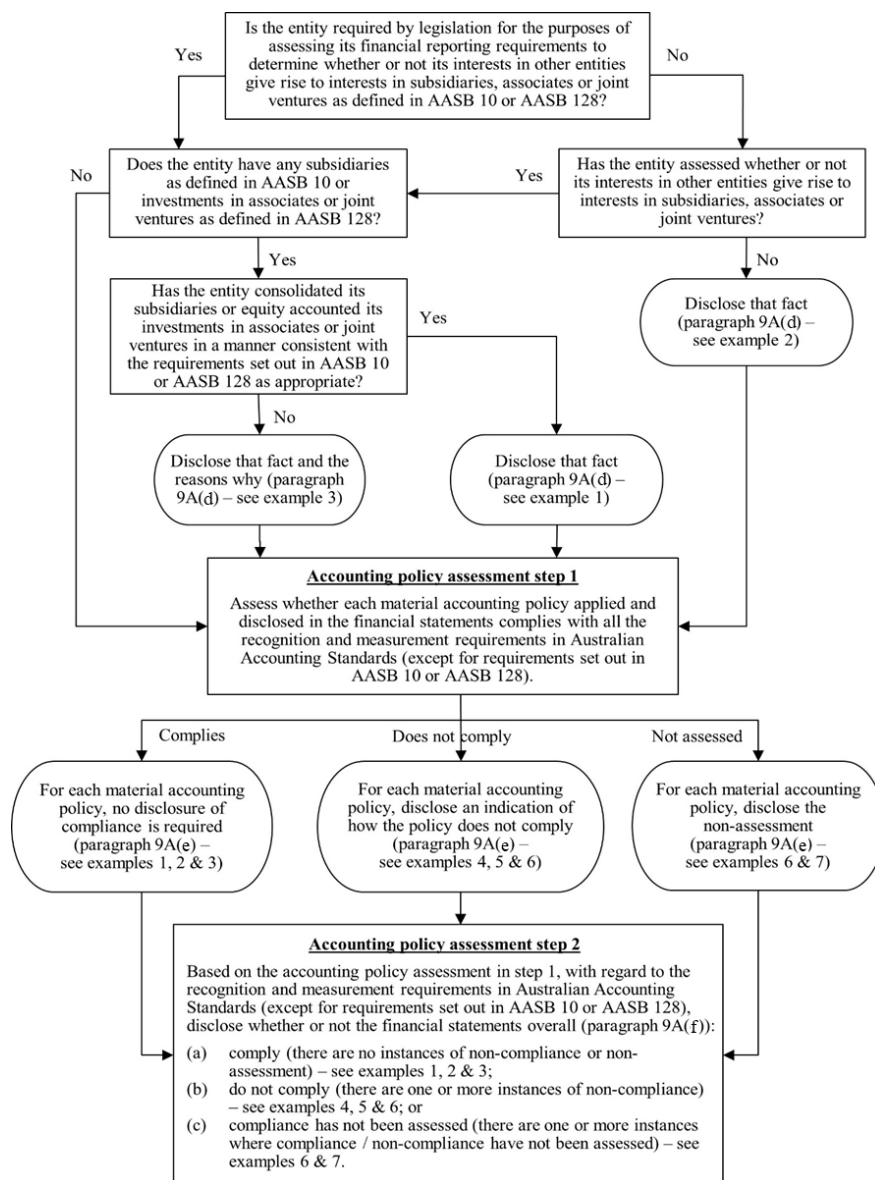 Is the entity required by legislation for the purposes of
assessing its financial reporting requirements to
determine whether or not its interests in other entities
give rise to interests in subsidiaries, associates or joint
ventures as defined in AASB 10 or AASB 128?
Yes
No
Does the entity have any subsidiaries
as defined in AASB 10 or
investments in associates or joint
ventures as defined in AASB 128?
No
Yes
Has the entity assessed whether or not
its interests in other entities give rise to
interests in subsidiaries, associates or
joint ventures?
Yes
No
Has the entity consolidated its
subsidiaries or equity accounted its
investments in associates or joint
ventures in a manner consistent with
the requirements set out in AASB 10
or AASB 128 as appropriate?
Yes
Disclose that fact
(paragraph 9A(d) –
see example 2)
No
Disclose that fact and the
reasons why (paragraph
9A(d) – see example 3)
Disclose that fact
(paragraph 9A(d) –
see example 1)
Accounting policy assessment step 1
Assess whether each material accounting policy applied and
disclosed in the financial statements complies with all the
recognition and measurement requirements in Australian
Accounting Standards (except for requirements set out in
AASB 10 or AASB 128).
Complies
Does not comply
Not assessed
For each material accounting
policy, no disclosure of
compliance is required
(paragraph 9A(e) –
see examples 1, 2 & 3)
For each material accounting
policy, disclose an indication of
how the policy does not comply
(paragraph 9A(e) –
see examples 4, 5 & 6)
For each material accounting
policy, disclose the
non-assessment
(paragraph 9A(e) –
see examples 6 & 7)
Accounting policy assessment step 2
Based on the accounting policy assessment in step 1, with regard to the
recognition and measurement requirements in Australian Accounting
Standards (except for requirements set out in AASB 10 or AASB 128),
disclose whether or not the financial statements overall (paragraph 9A(f)):
(a) comply (there are no instances of non-compliance or non-
assessment) – see examples 1, 2 & 3;
(b) do not comply (there are one or more instances of non-compliance)
– see examples 4, 5 & 6; or
(c) compliance has not been assessed (there are one or more instances
where compliance / non-compliance have not been assessed) – see
examples 6 & 7.